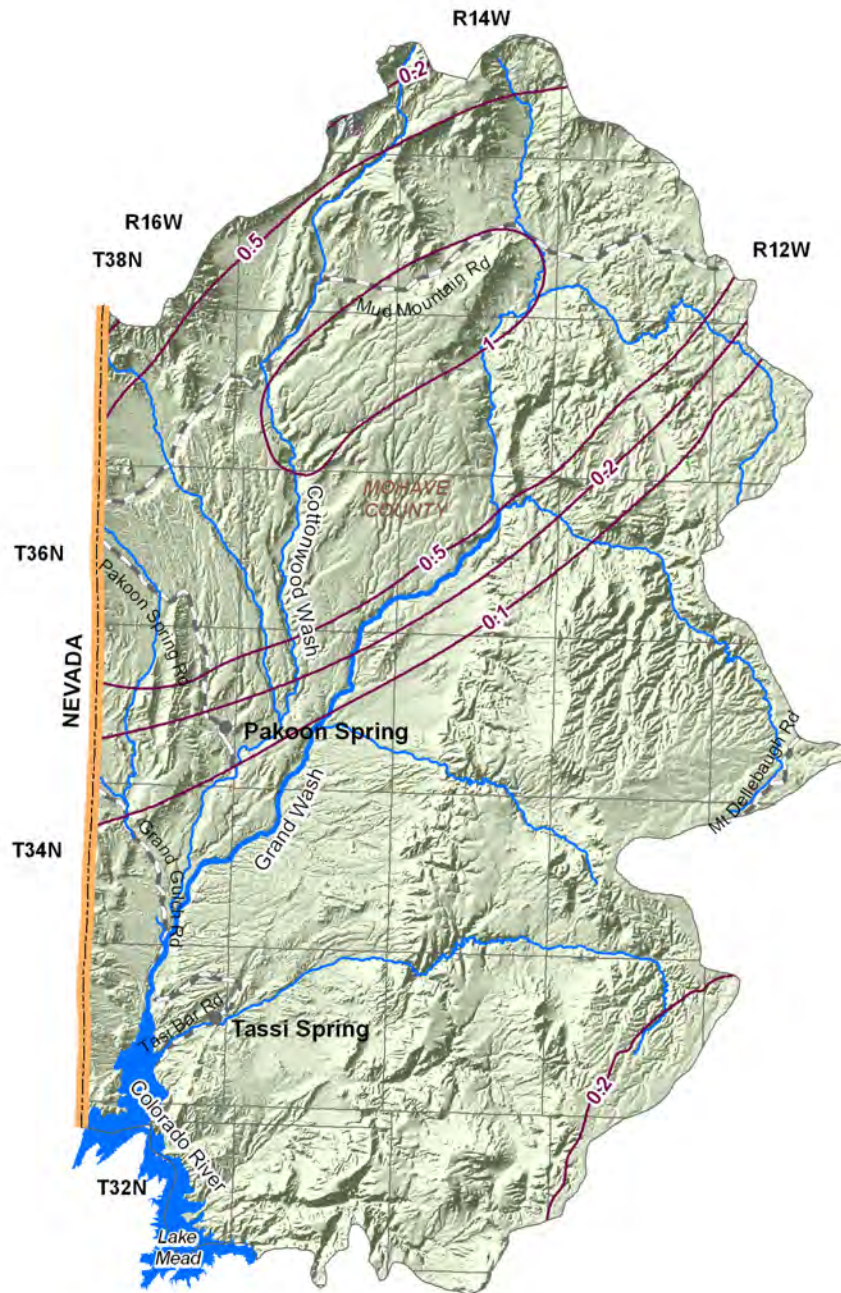 R14W
0.2
R16W
T38N
0.5
R12W
Mud Mountain Rd
1
MOHAVE
COUNTY
Cottonwood Wash
0.2
T36N
0.5
Pakoon Spring Rd
0.1
NEVADA
Pakoon Spring
Mt Dellebaugh Rd
Grand Wash
T34N
Grand Gulch Rd
Tasi Bar Rd
Tassi Spring
0.2
Colorado River
T32N
Lake
Mead